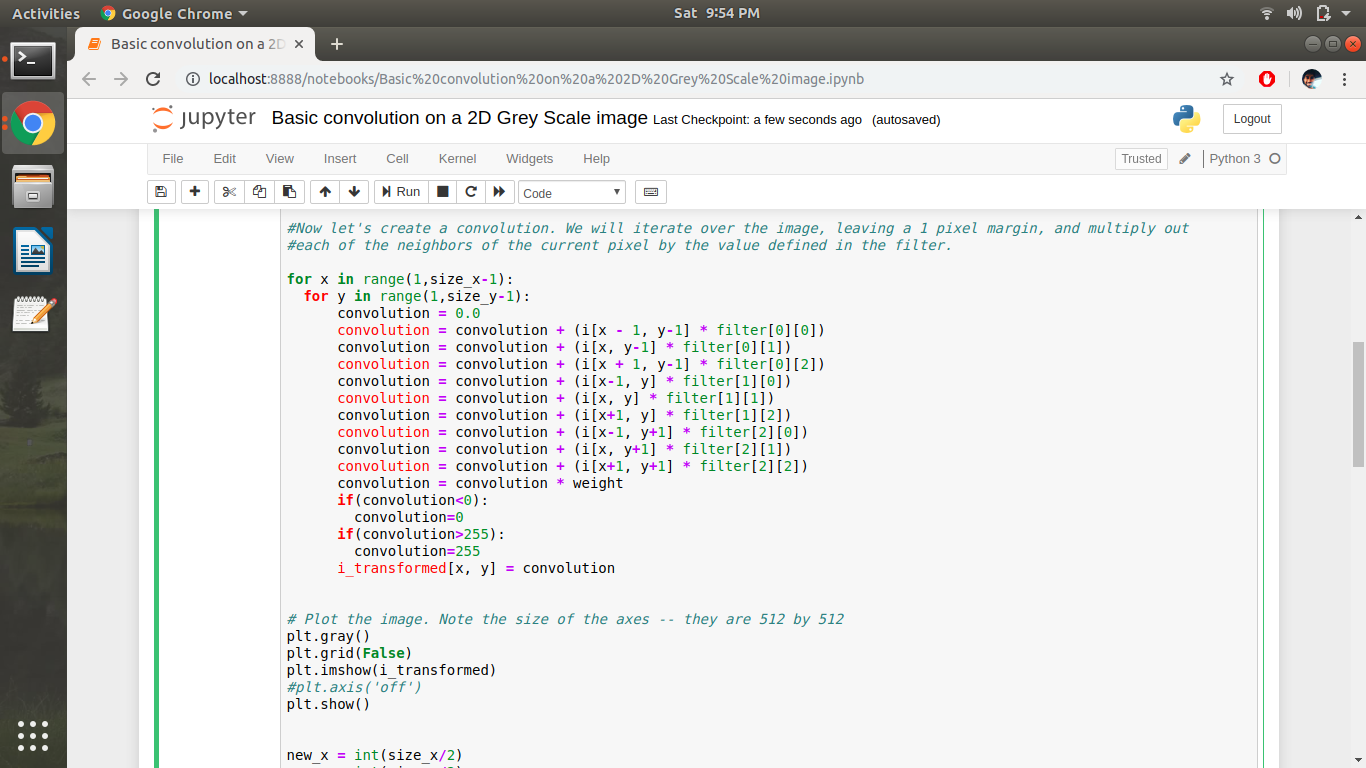 Activities Google Chrome Sat 9:54 PM
Basic convolution on a 2D
localhost:8888/notebooks/Basic%20convolution%20on%20a%202D%20Grey%20Scale%20image.ipynb
jupyter Basic convolution on a 2D Grey Scale image Last Checkpoint: a few seconds ago (autosaved) Logout
File Edit View Insert Cell Kernel Widgets Help Trusted Python 3
Run Code
#Now let's create a convolution. We will iterate over the image, leaving a 1 pixel margin, and multiply out
#each of the neighbors of the current pixel by the value defined in the filter.
for x in range(1,size_x-1):
  for y in range(1,size_y-1):
      convolution = 0.0
      convolution = convolution + (i[x - 1, y-1] * filter[0][0])
      convolution = convolution + (i[x, y-1] * filter[0][1])
      convolution = convolution + (i[x + 1, y-1] * filter[0][2])
      convolution = convolution + (i[x-1, y] * filter[1][0])
      convolution = convolution + (i[x, y] * filter[1][1])
      convolution = convolution + (i[x+1, y] * filter[1][2])
      convolution = convolution + (i[x-1, y+1] * filter[2][0])
      convolution = convolution + (i[x, y+1] * filter[2][1])
      convolution = convolution + (i[x+1, y+1] * filter[2][2])
      convolution = convolution * weight
      if(convolution<0):
        convolution=0
      if(convolution>255):
        convolution=255
      i_transformed[x, y] = convolution
# Plot the image. Note the size of the axes -- they are 512 by 512
plt.gray()
plt.grid(False)
plt.imshow(i_transformed)
#plt.axis('off')
plt.show()
new_x = int(size_x/2)